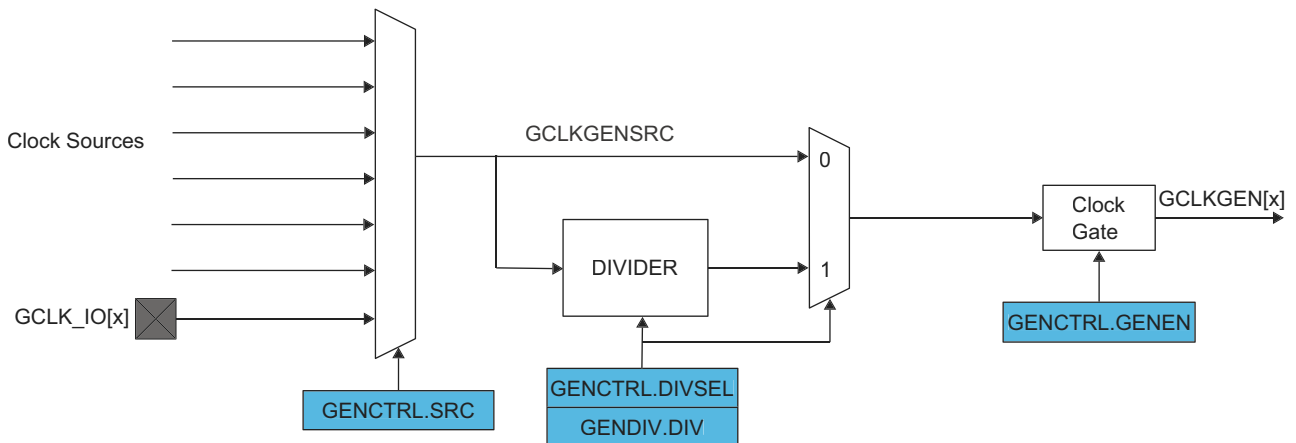 Clock Sources
GCLK_IO[x]
GENCTRL.SRC
GCLKGENSRC
DIVIDER
GENCTRL.DIVSEL
GENDIV.DIV
0
1
Clock
Gate
GENCTRL.GENEN
GCLKGEN[x]